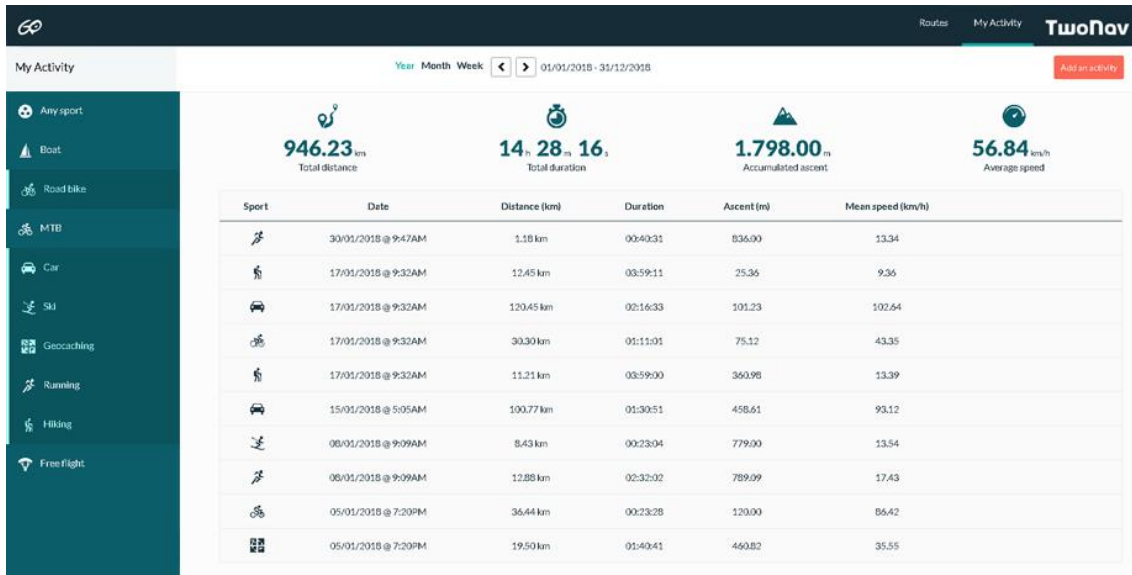 Routes My Activity TwoNav
My Activity
Year Month Week 01/01/2018 - 31/12/2018
Add an activity
Any sport
Boat
Road bike
MTB
Car
Ski
Geocaching
Running
Hiking
Free flight
946.23 km
Total distance
14 h 28 m 16 s
Total duration
1.798.00 m
Accumulated ascent
56.84 km/h
Average speed
Sport Date Distance (km) Duration Ascent (m) Mean speed (km/h)
30/01/2018 @ 9:47AM 1.18 km 00:40:31 836.00 13.34
17/01/2018 @ 9:32AM 12.45 km 03:59:11 25.36 9.36
17/01/2018 @ 9:32AM 120.45 km 02:16:33 101.23 102.64
17/01/2018 @ 9:32AM 30.30 km 01:11:01 75.12 43.35
17/01/2018 @ 9:32AM 11.21 km 03:59:00 360.98 13.39
15/01/2018 @ 5:05AM 100.77 km 01:30:51 458.61 93.12
08/01/2018 @ 9:09AM 8.43 km 00:23:04 779.00 13.54
08/01/2018 @ 9:09AM 12.88 km 02:32:02 789.09 17.43
05/01/2018 @ 7:20PM 36.44 km 00:23:28 120.00 86.42
05/01/2018 @ 7:20PM 19.50 km 01:40:41 460.82 35.55